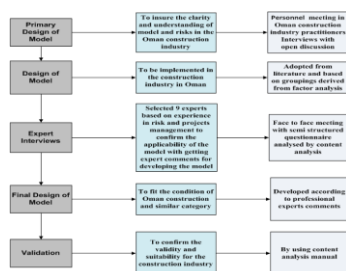 Primary
Design of
Model
To insure the clarity
and understanding of
model and risks in the
Oman construction
industry
Personnel meeting in
Oman construction
industry practitioners
Interviews with
open discussion
Design of
Model
To be implemented in
the construction
industry in Oman
Adopted from
literature and based
on groupings derived
from factor analysis
Expert
Interviews
Selected 9 experts
based on experience
in risk and projects
management to
confirm the
applicability of the
model with getting
expert comments for
developing the model
Face to face meeting
with semi structured
questionnaire
analysed by content
analysis
Final Design of
Model
To fit the condition of
Oman construction
and similar category
Developed according
to professional
experts comments
Validation
To confirm the
validity and
suitability for the
construction industry
By using content
analysis manual